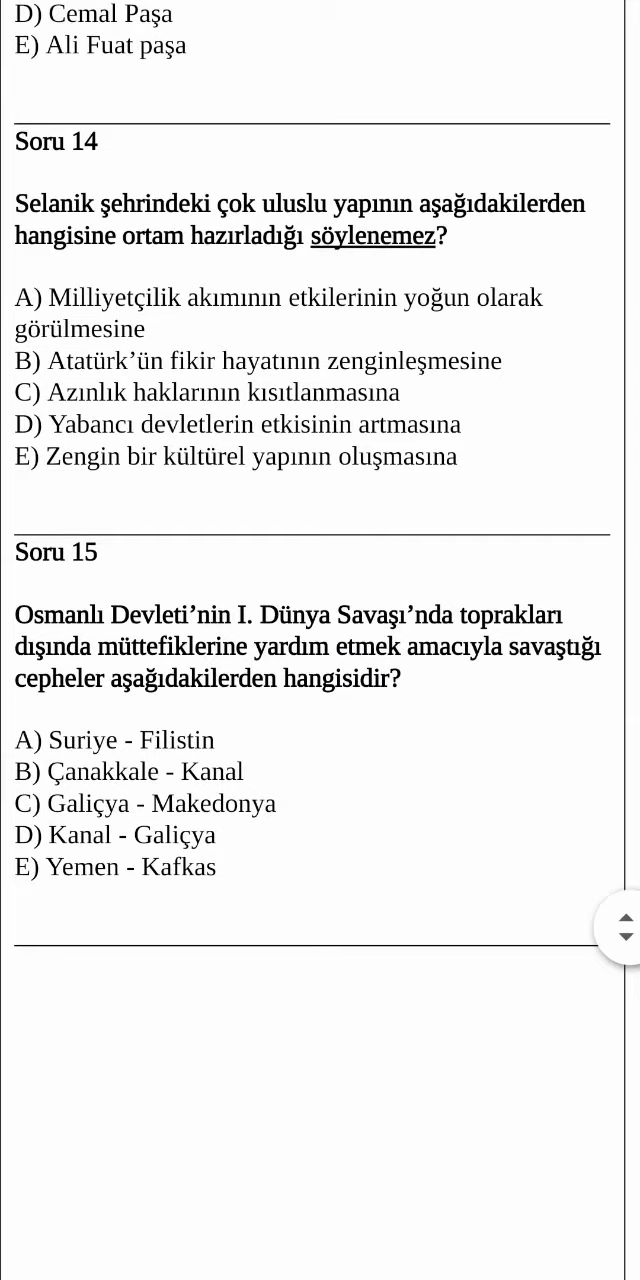 D) Cemal Paşa
E) Ali Fuat paşa
Soru 14
Selanik şehrindeki çok uluslu yapının aşağıdakilerden
hangisine ortam hazırladığı söylenemez?
A) Milliyetçilik akımının etkilerinin yoğun olarak
görülmesine
B) Atatürk’ün fikir hayatının zenginleşmesine
C) Azınlık haklarının kısıtlanmasına
D) Yabancı devletlerin etkisinin artmasına
E) Zengin bir kültürel yapının oluşmasına
Soru 15
Osmanlı Devleti’nin I. Dünya Savaşı’nda toprakları
dışında müttefiklerine yardım etmek amacıyla savaştığı
cepheler aşağıdakilerden hangisidir?
A) Suriye - Filistin
B) Çanakkale - Kanal
C) Galiçya - Makedonya
D) Kanal - Galiçya
E) Yemen - Kafkas